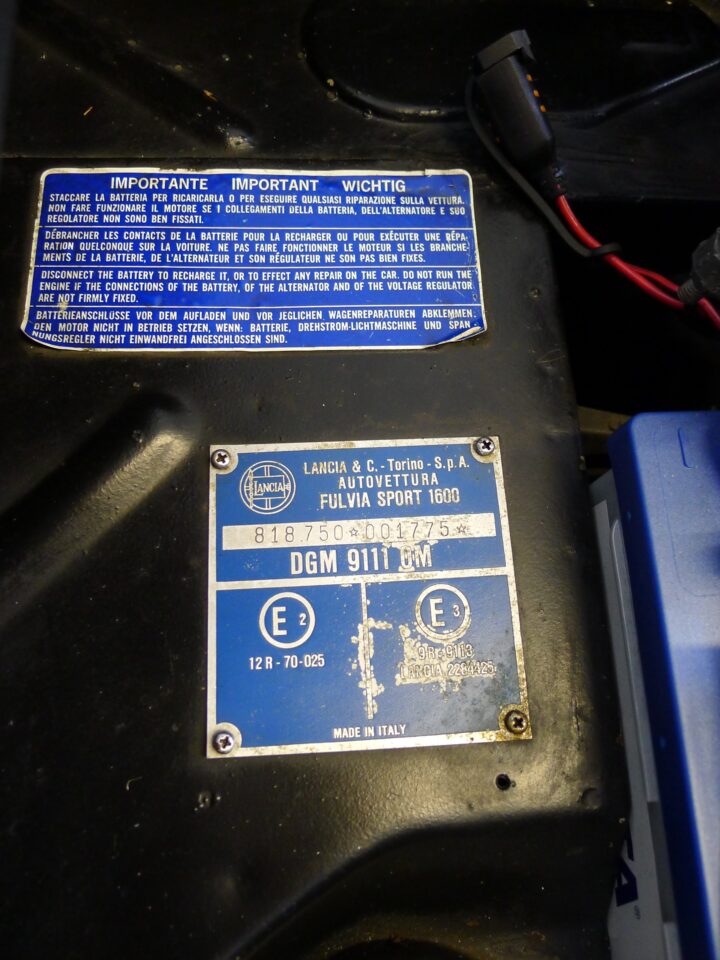 IMPORTANTE IMPORTANT WICHTIG
STACCARE LA BATTERIA PER RICARICARLA O PER ESEGUIRE QUALSIASI RIPARAZIONE SULLA VETTURA.
NON FARE FUNZIONARE IL MOTORE SE I COLLEGAMENTI DELLA BATTERIA, DELL'ALTERNATORE E SUO
REGOLATORE NON SONO BEN FISSATI.
DÉBRANCHER LES CONTACTS DE LA BATTERIE POUR LA RECHARGER OU POUR EXÉCUTER UNE RÉPA-
RATION QUELCONQUE SUR LA VOITURE. NE PAS FAIRE FONCTIONNER LE MOTEUR SI LES BRANCHE-
MENTS DE LA BATTERIE, DE L'ALTERNATEUR ET SON RÉGULATEUR NE SON PAS BIEN FIXES.
DISCONNECT THE BATTERY TO RECHARGE IT, OR TO EFFECT ANY REPAIR ON THE CAR. DO NOT RUN THE
ENGINE IF THE CONNECTIONS OF THE BATTERY, OF THE ALTERNATOR AND OF THE VOLTAGE REGULATOR
ARE NOT FIRMLY FIXED.
BATTERIEANSCHLÜSSE VOR DEM AUFLADEN UND VOR JEGLICHEN WAGENREPARATUREN ABKLEMMEN.
DEN MOTOR NICHT IN BETRIEB SETZEN, WENN: BATTERIE, DREHSTROM-LICHTMASCHINE UND SPAN-
NUNGSREGLER NICHT EINWANDFREI ANGESCHLOSSEN SIND.
LANCIA
LANCIA & C. - Torino - S.p.A.
AUTOVETTURA
FULVIA SPORT 1600
818.750☆001775☆
DGM 9111 OM
E 2
12 R - 70-025
E 3
9 R - 9113
LANCIA 2284425
MADE IN ITALY